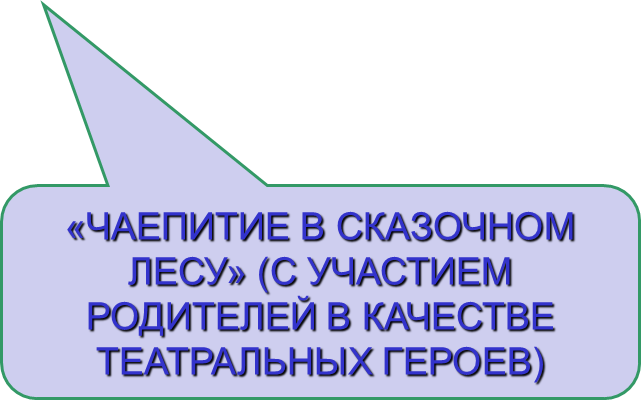 «ЧАЕПИТИЕ В СКАЗОЧНОМ
ЛЕСУ» (С УЧАСТИЕМ
РОДИТЕЛЕЙ В КАЧЕСТВЕ
ТЕАТРАЛЬНЫХ ГЕРОЕВ)